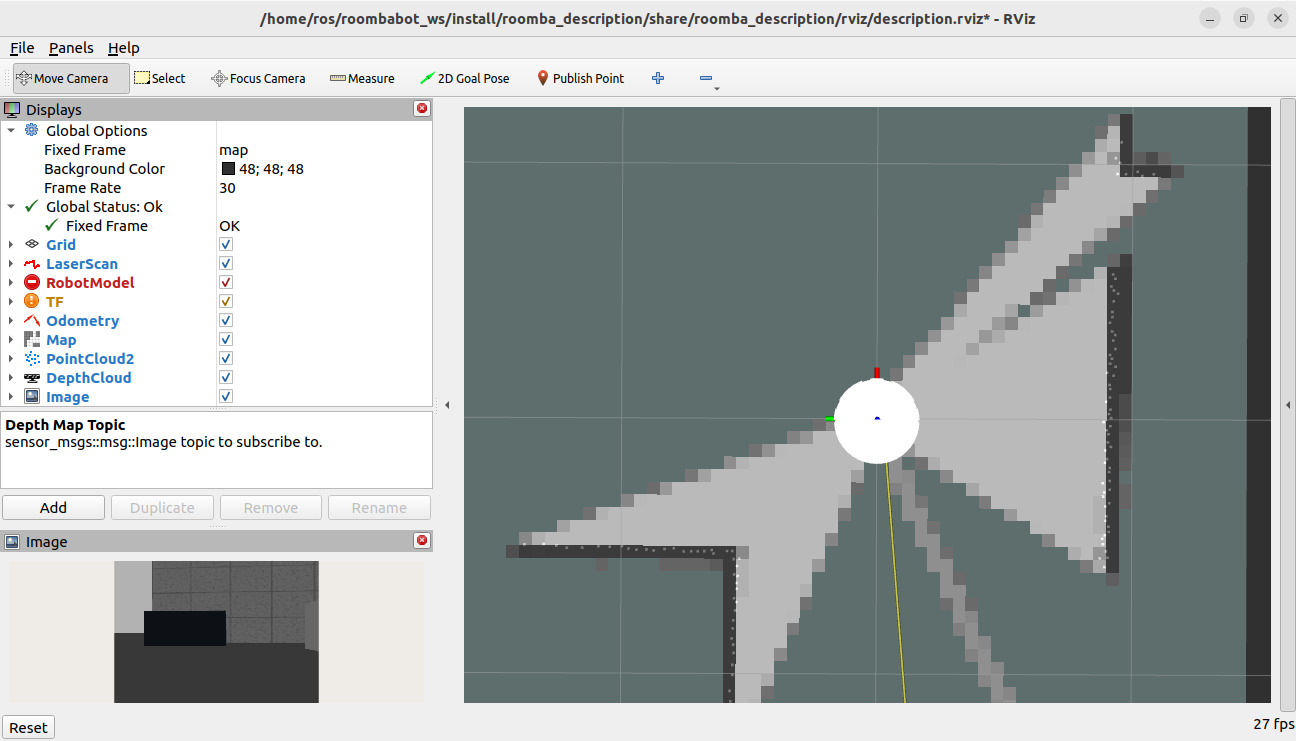 /home/ros/roombabot_ws/install/roomba_description/share/roomba_description/rviz/description.rviz* - RViz
File Panels Help
Move Camera Select Focus Camera Measure 2D Goal Pose Publish Point
Displays
Global Options
Fixed Frame map
Background Color 48; 48; 48
Frame Rate 30
Global Status: Ok
Fixed Frame OK
Grid
LaserScan
RobotModel
TF
Odometry
Map
PointCloud2
DepthCloud
Image
Depth Map Topic
sensor_msgs::msg::Image topic to subscribe to.
Add Duplicate Remove Rename
Image
Reset 27 fps